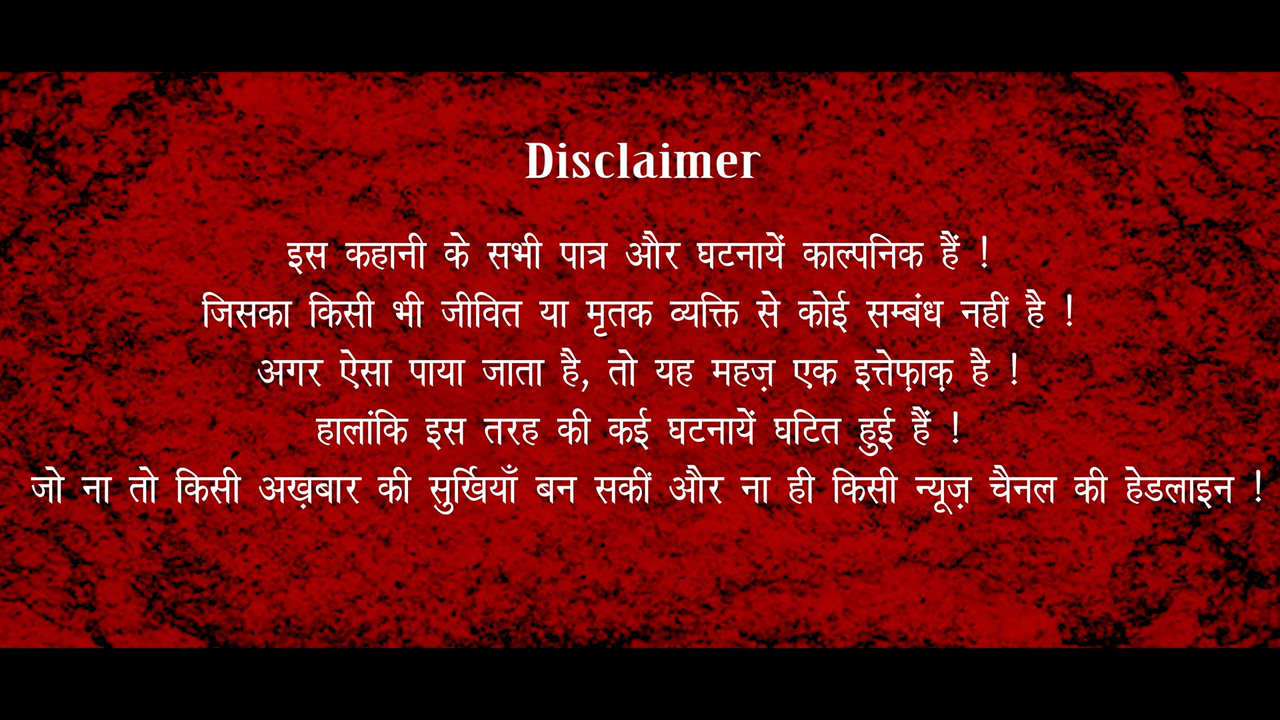 Disclaimer
इस कहानी के सभी पात्र और घटनायें काल्पनिक हैं !
जिसका किसी भी जीवित या मृतक व्यक्ति से कोई सम्बंध नहीं है !
अगर ऐसा पाया जाता है, तो यह महज़ एक इत्तेफ़ाक़ है !
हालांकि इस तरह की कई घटनायें घटित हुई हैं !
जो ना तो किसी अख़बार की सुर्खियाँ बन सकीं और ना ही किसी न्यूज़ चैनल की हेडलाइन !